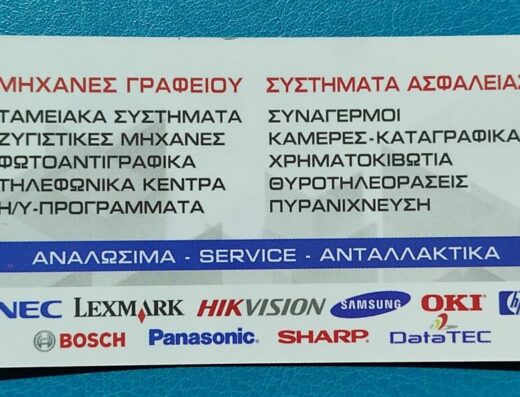 ΜΗΧΑΝΕΣ ΓΡΑΦΕΙΟΥ
ΤΑΜΕΙΑΚΑ ΣΥΣΤΗΜΑΤΑ
ΖΥΓΙΣΤΙΚΕΣ ΜΗΧΑΝΕΣ
ΦΩΤΟΑΝΤΙΓΡΑΦΙΚΑ
ΤΗΛΕΦΩΝΙΚΑ ΚΕΝΤΡΑ
Η/Υ-ΠΡΟΓΡΑΜΜΑΤΑ
ΣΥΣΤΗΜΑΤΑ ΑΣΦΑΛΕΙΑΣ
ΣΥΝΑΓΕΡΜΟΙ
ΚΑΜΕΡΕΣ-ΚΑΤΑΓΡΑΦΙΚΑ
ΧΡΗΜΑΤΟΚΙΒΩΤΙΑ
ΘΥΡΟΤΗΛΕΟΡΑΣΕΙΣ
ΠΥΡΑΝΙΧΝΕΥΣΗ
ΑΝΑΛΩΣΙΜΑ - SERVICE - ΑΝΤΑΛΛΑΚΤΙΚΑ
NEC LEXMARK HIKVISION SAMSUNG OKI hp
BOSCH Panasonic SHARP DataTEC